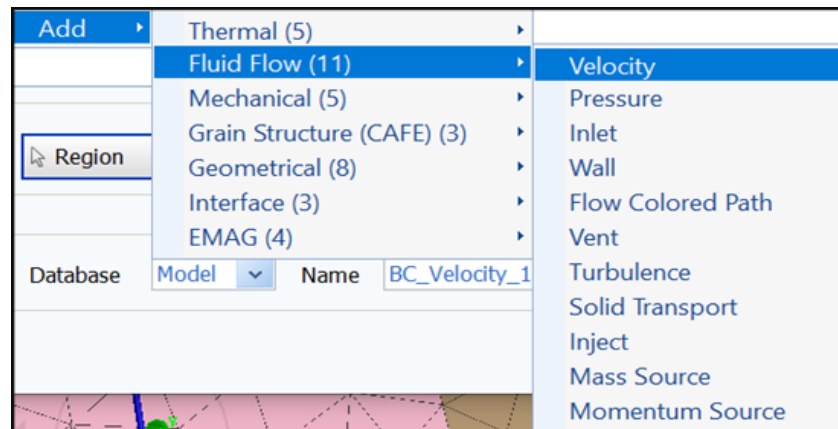 Add
Thermal (5)
Fluid Flow (11)
Mechanical (5)
Grain Structure (CAFE) (3)
Geometrical (8)
Interface (3)
EMAG (4)
Velocity
Pressure
Inlet
Wall
Flow Colored Path
Vent
Turbulence
Solid Transport
Inject
Mass Source
Momentum Source
Region
Database Model Name BC_Velocity_1